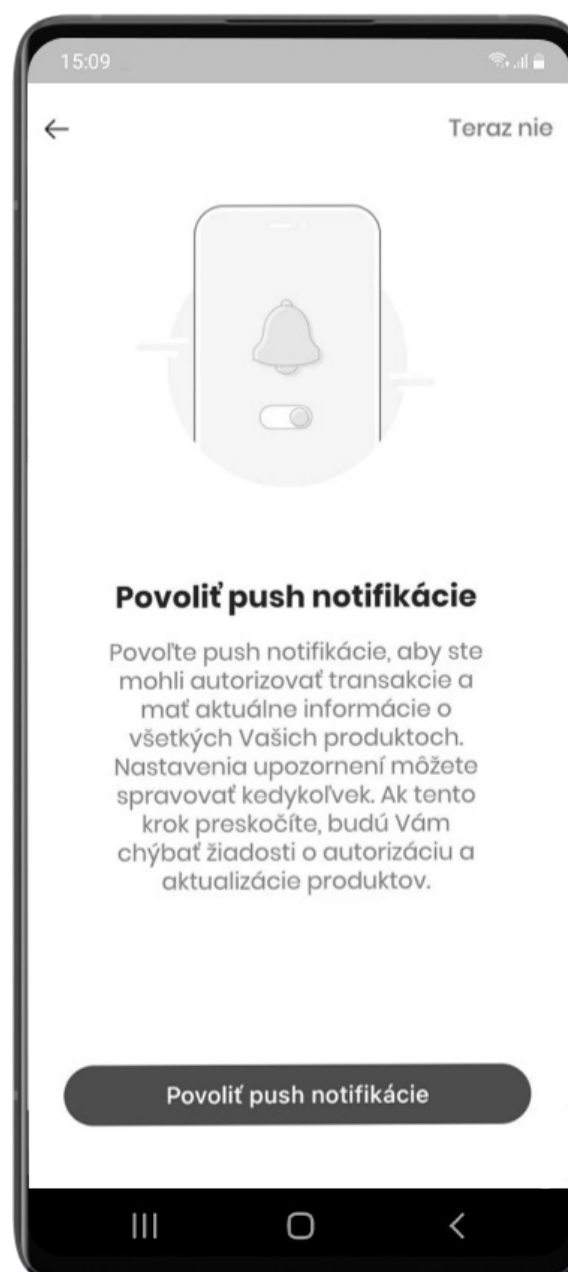 15:09
Teraz nie
Povoliť push notifikácie
Povoľte push notifikácie, aby ste
mohli autorizovať transakcie a
mať aktuálne informácie o
všetkých Vašich produktoch.
Nastavenia upozornení môžete
spravovať kedykoľvek. Ak tento
krok preskočíte, budú Vám
chýbať žiadosti o autorizáciu a
aktualizácie produktov.
Povoliť push notifikácie